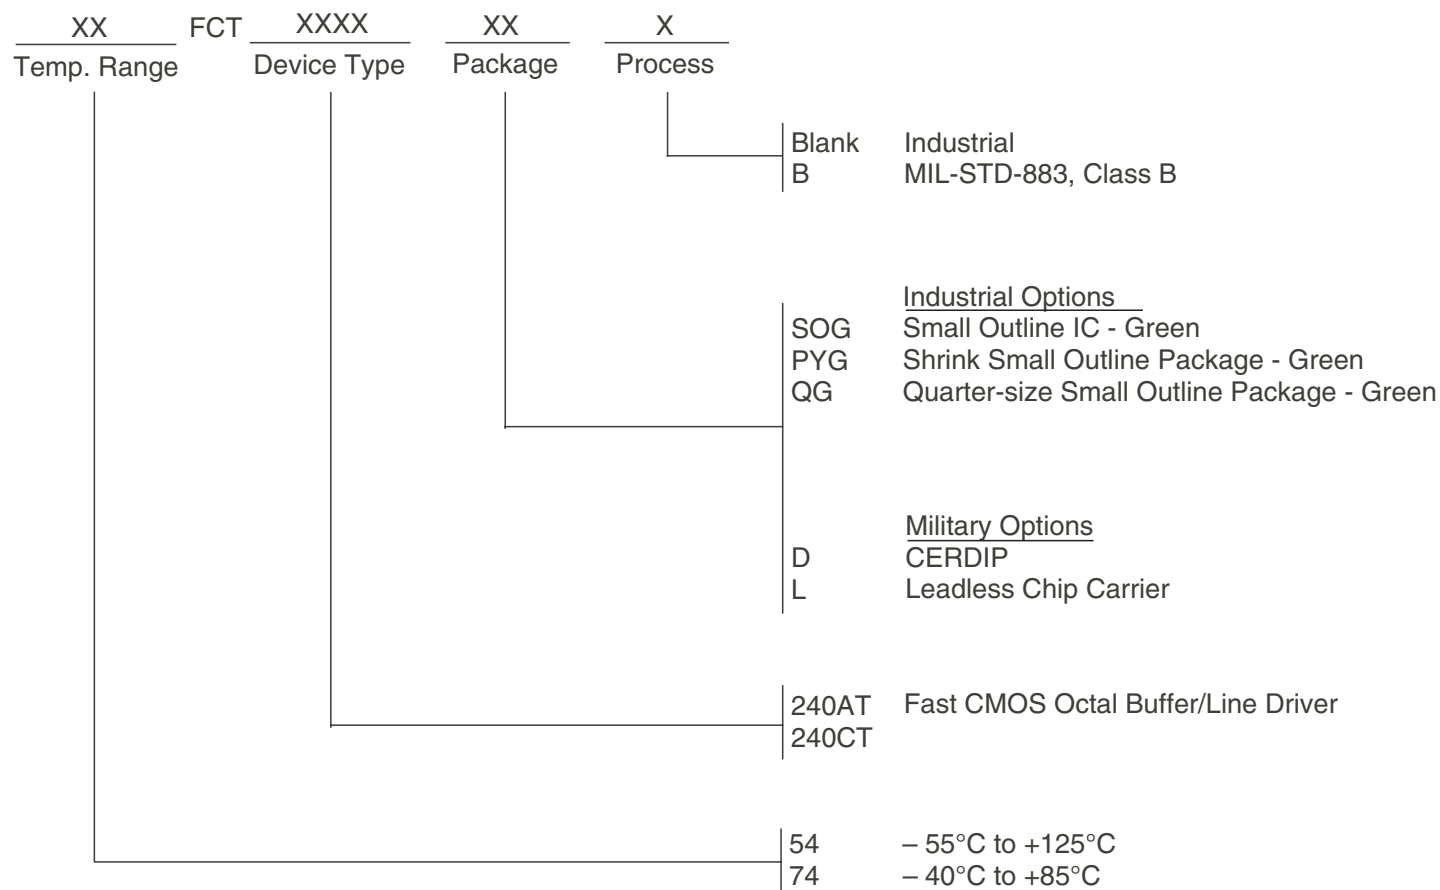 XX FCT XXXX XX X
Temp. Range Device Type Package Process
Blank Industrial
B MIL-STD-883, Class B
Industrial Options
SOG Small Outline IC - Green
PYG Shrink Small Outline Package - Green
QG Quarter-size Small Outline Package - Green
Military Options
D CERDIP
L Leadless Chip Carrier
240AT Fast CMOS Octal Buffer/Line Driver
240CT
54 – 55°C to +125°C
74 – 40°C to +85°C